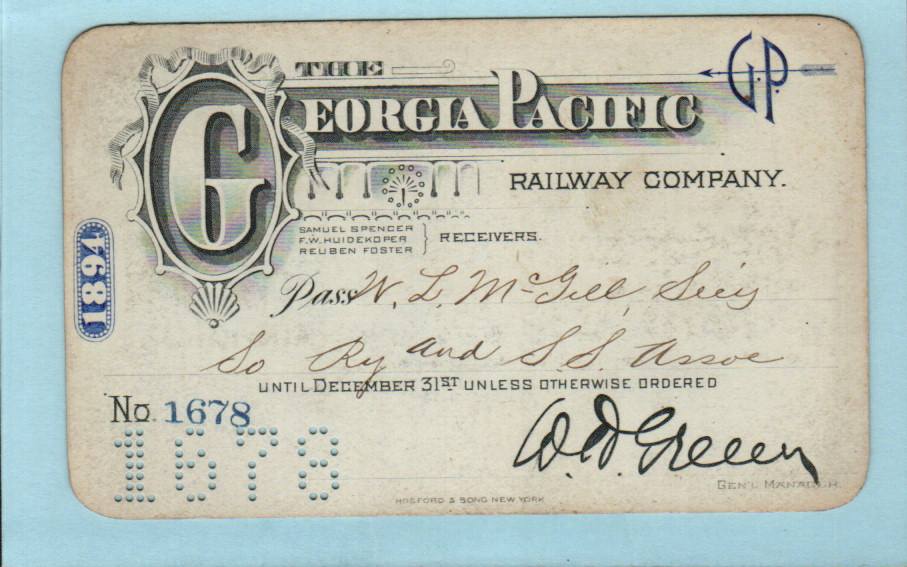 THE
GEORGIA PACIFIC
G.P.
RAILWAY COMPANY.
SAMUEL SPENCER
F.W. HUIDEKOPER
REUBEN FOSTER
RECEIVERS.
1894
Pass W. L. McGill, Sec'y
So Ry and S. S. Assoc
UNTIL DECEMBER 31ST UNLESS OTHERWISE ORDERED
No. 1678
1678
Green
GEN'L MANAGER.
HOSFORD & SONS NEW YORK